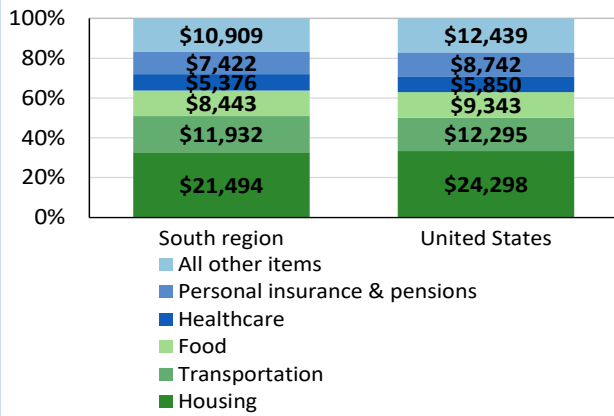 100%
80%
60%
40%
20%
0%
$10,909
$7,422
$5,376
$8,443
$11,932
$21,494
$12,439
$8,742
$5,850
$9,343
$12,295
$24,298
South region
United States
All other items
Personal insurance & pensions
Healthcare
Food
Transportation
Housing